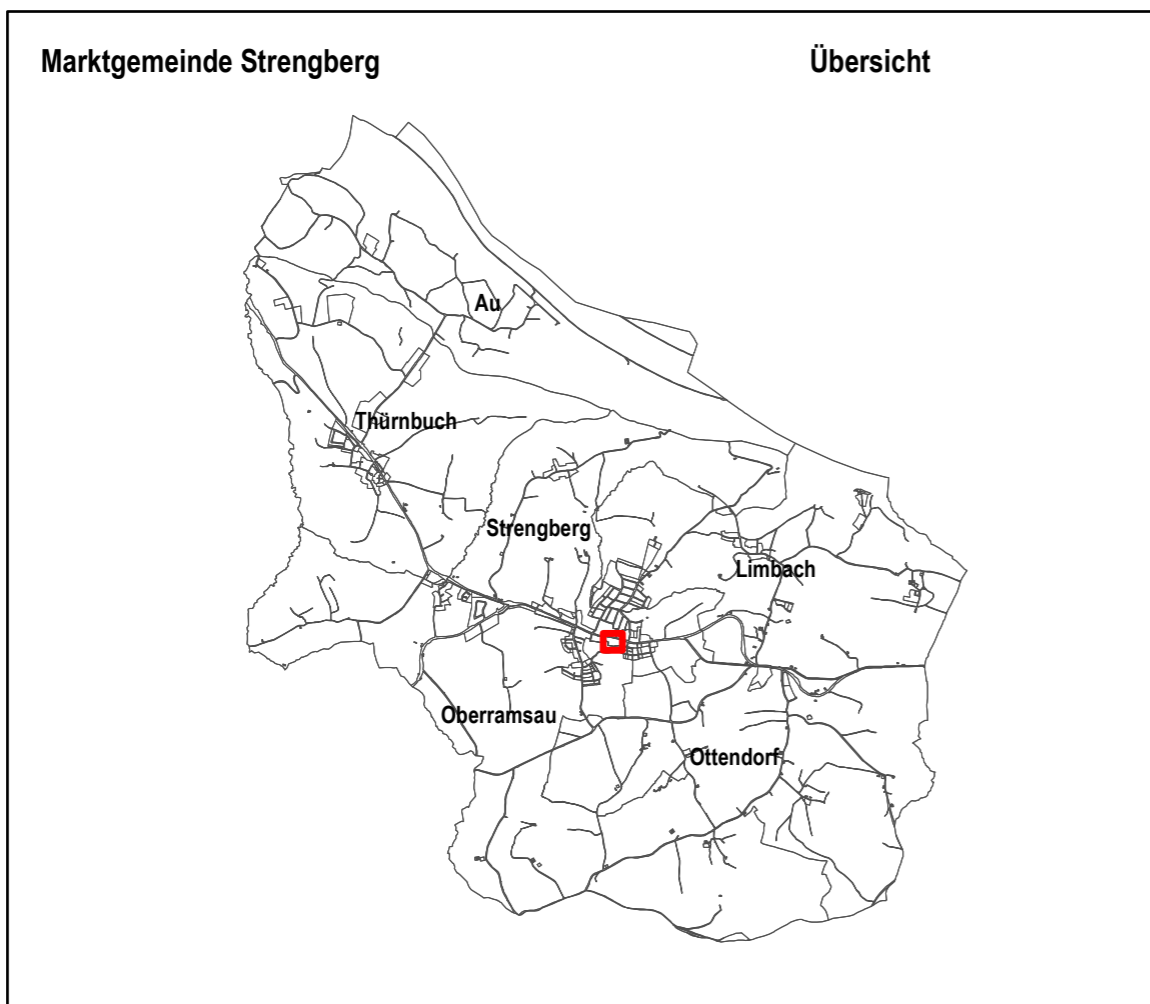 Marktgemeinde Strengberg
Übersicht
Au
Thürnbuch
Strengberg
Limbach
Oberramsau
Ottendorf